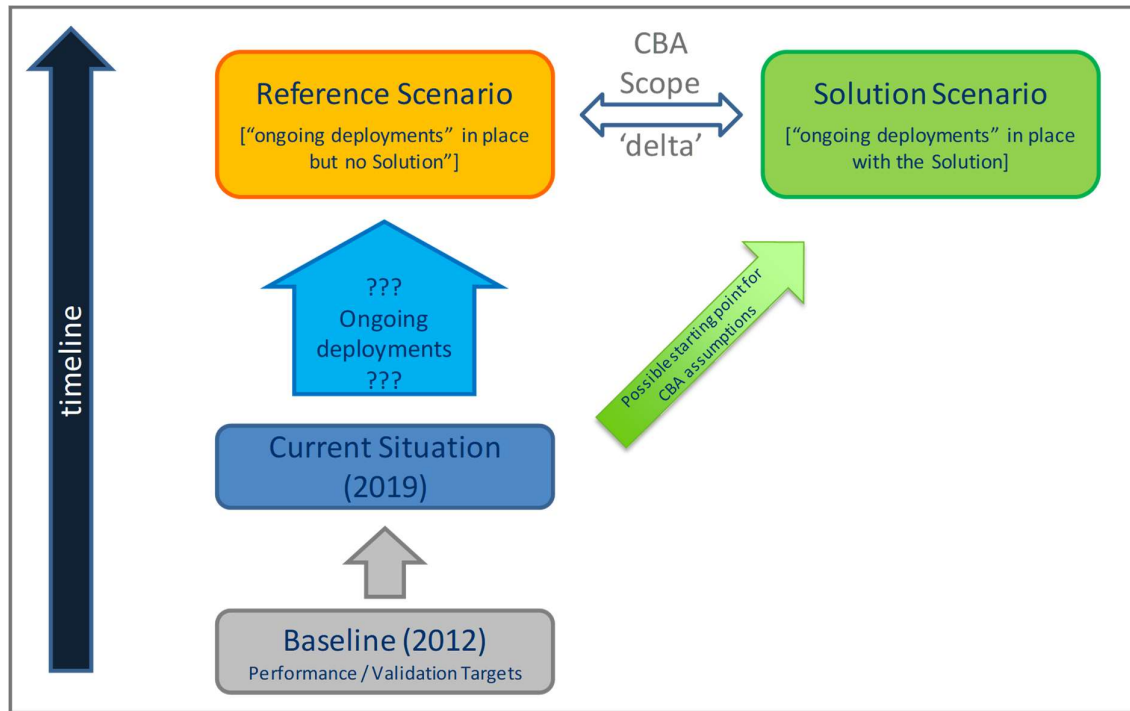 timeline
Reference Scenario
[“ongoing deployments” in place
but no Solution”]
CBA
Scope
‘delta’
Solution Scenario
[“ongoing deployments” in place
with the Solution]
???
Ongoing
deployments
???
Possible starting point for
CBA assumptions
Current Situation
(2019)
Baseline (2012)
Performance / Validation Targets